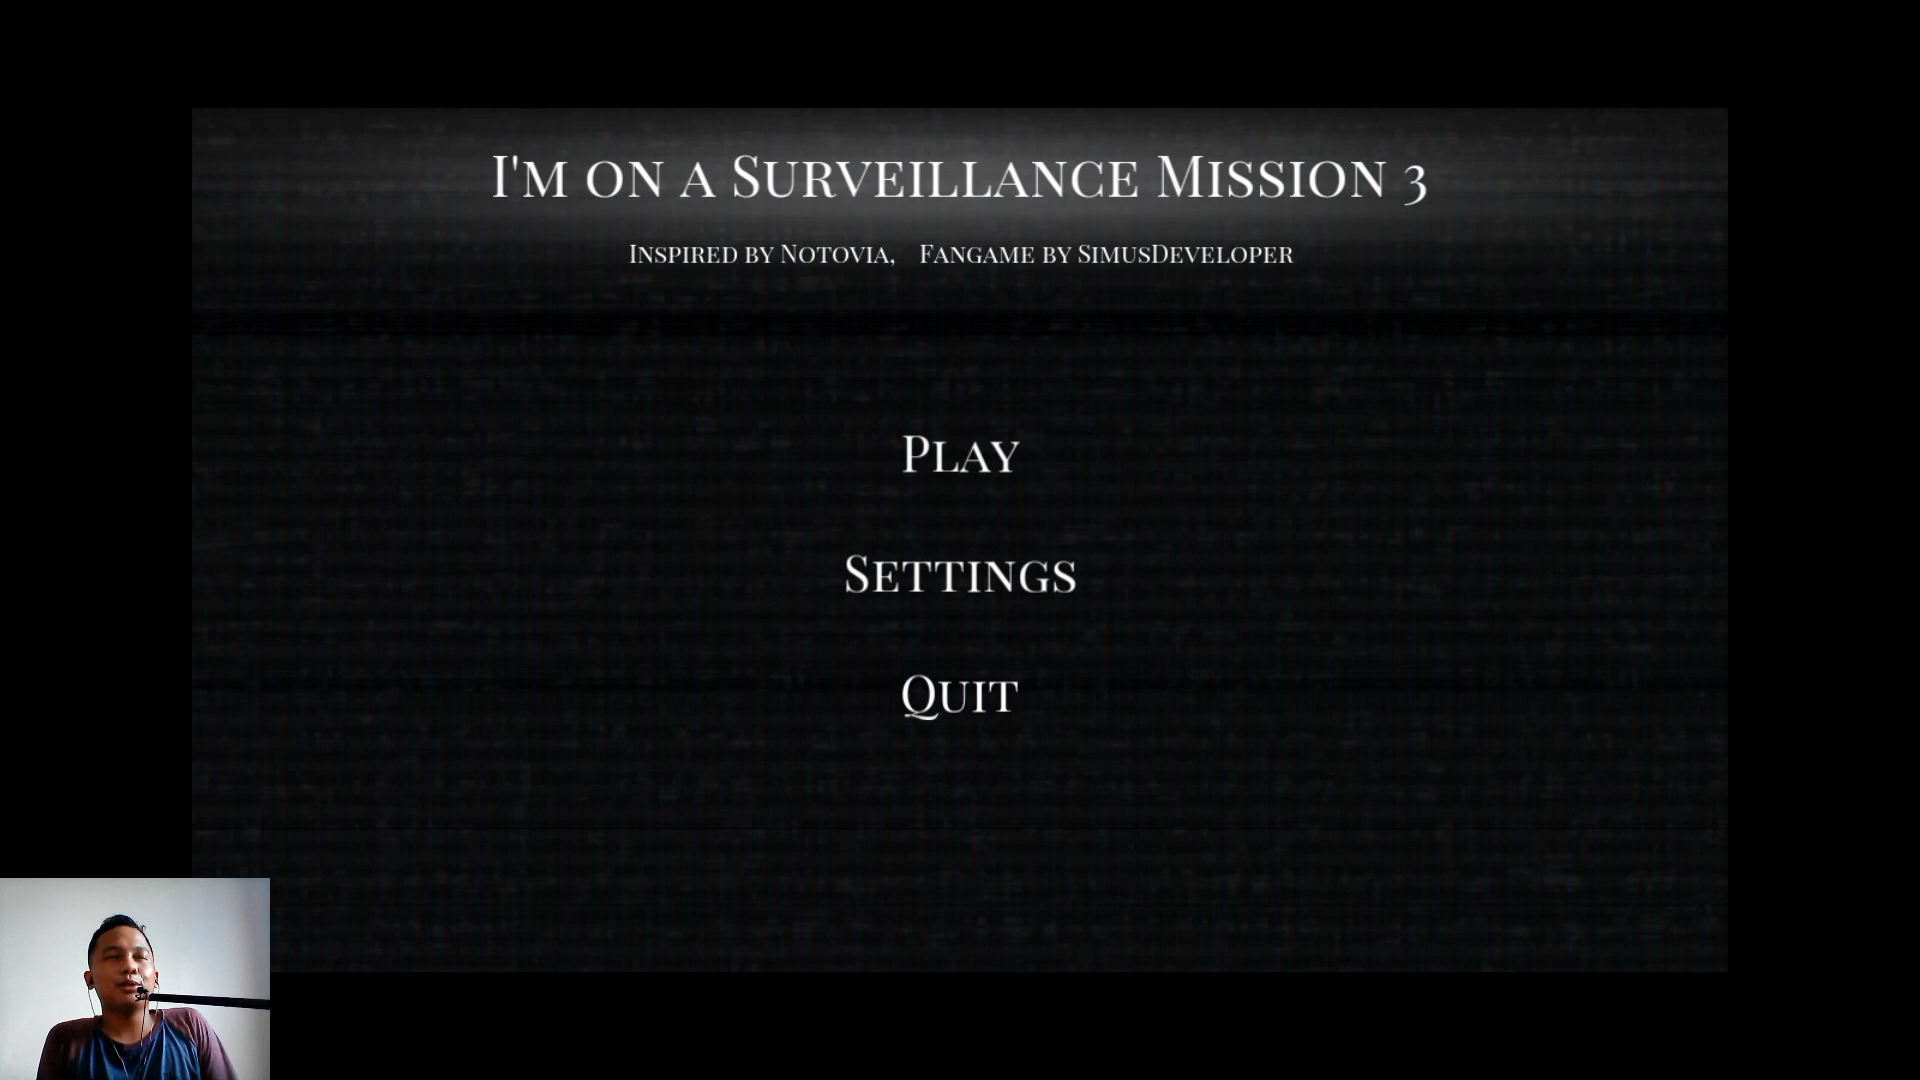 I'm on a Surveillance Mission 3
Inspired by Notovia, Fangame by SimusDeveloper
Play
Settings
Quit